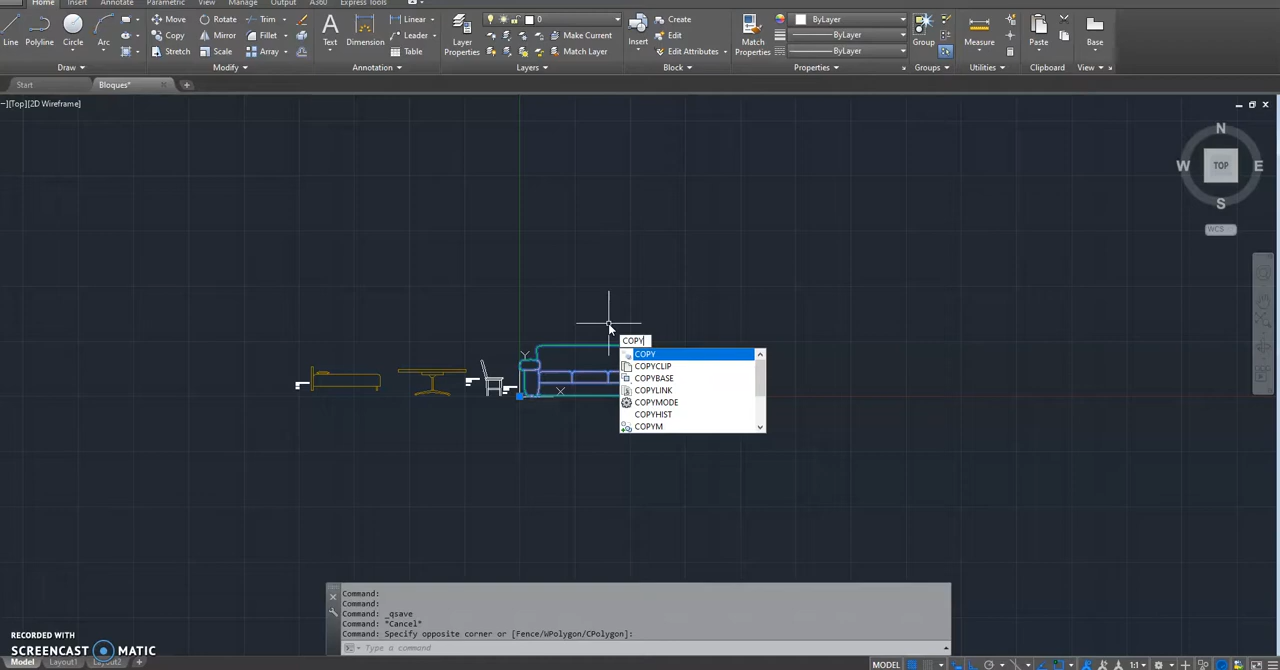 Home Insert Annotate Parametric View Manage Output A360 Express Tools
Line Polyline Circle Arc
Move Rotate Trim
Copy Mirror Fillet
Stretch Scale Array
Text Dimension
Linear
Leader
Table
Layer Properties
0
Make Current
Match Layer
Insert
Create
Edit
Edit Attributes
Match Properties
ByLayer
ByLayer
ByLayer
Group
Measure
Paste
Base
Draw Modify Annotation Layers Block Properties Groups Utilities Clipboard View
Start Bloques*
[Top][2D Wireframe]
N
W TOP E
S
WCS
Y
X
COPY
COPY
COPYCLIP
COPYBASE
COPYLINK
COPYMODE
COPYHIST
COPYM
Command:
Command:
Command: _qsave
Command: *Cancel*
Command: Specify opposite corner or [Fence/WPolygon/CPolygon]:
Type a command
RECORDED WITH
SCREENCAST MATIC
Model Layout1 Layout2 +
MODEL 1:1